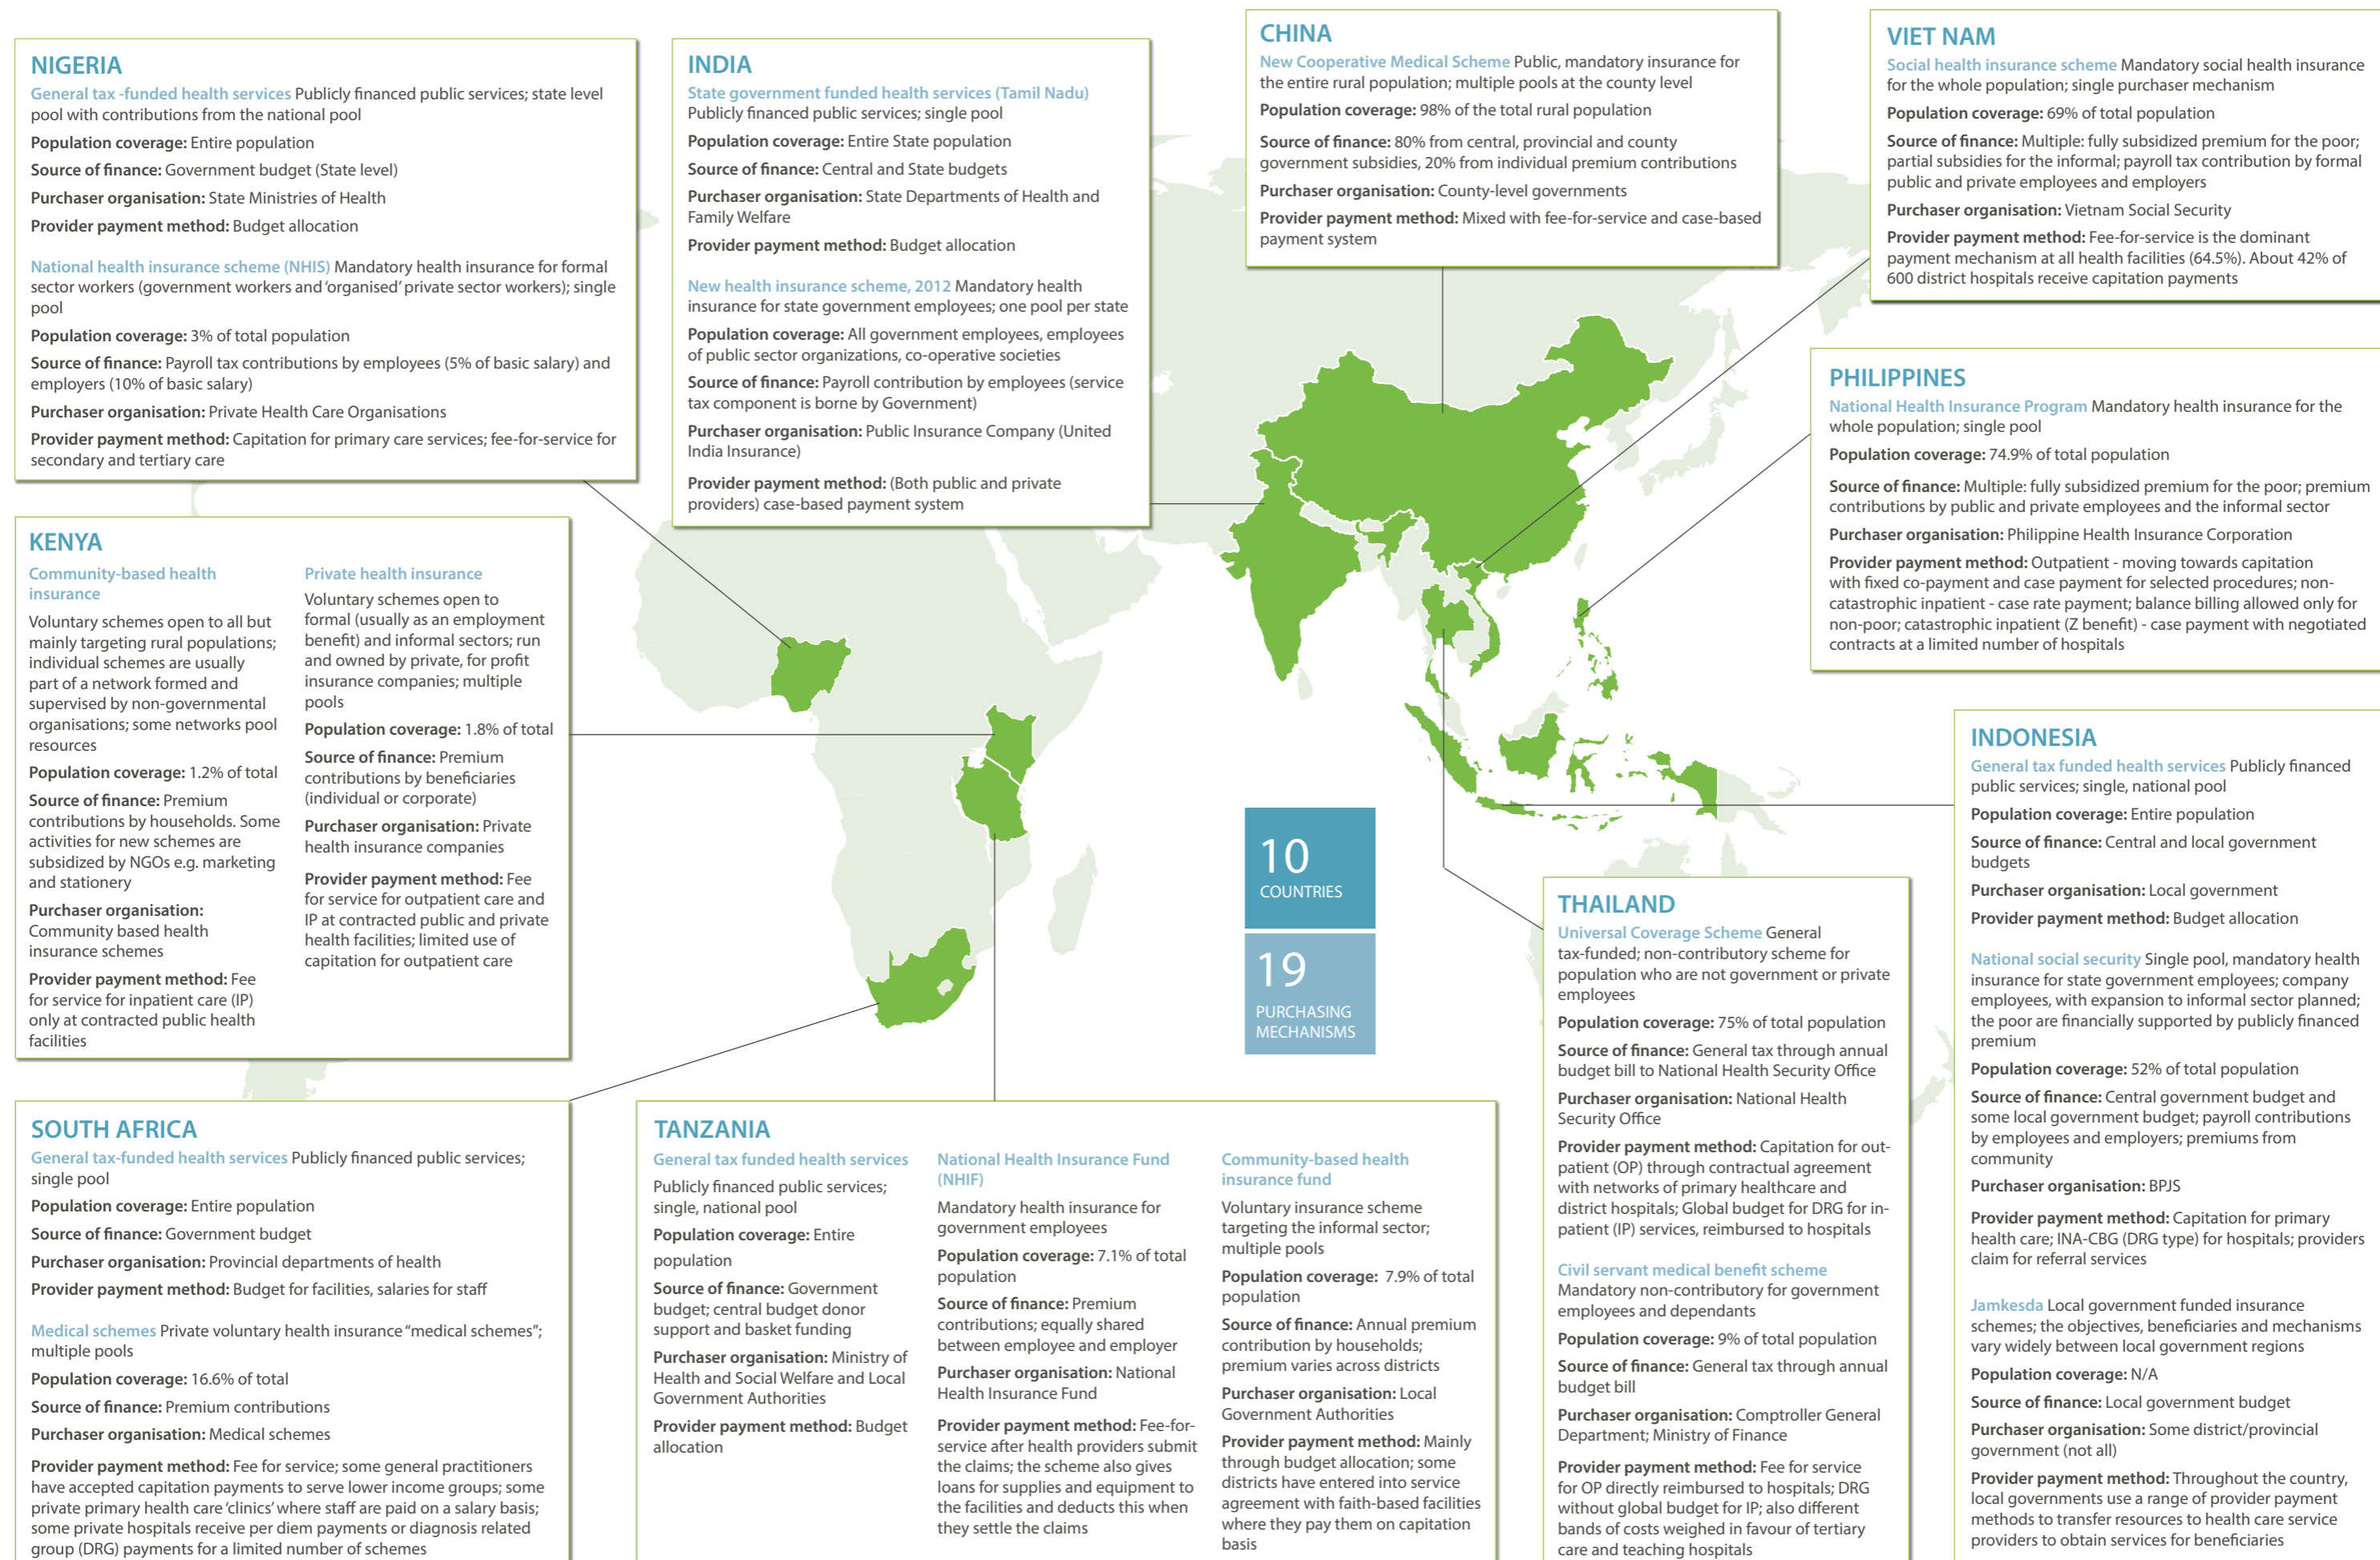 NIGERIA
General tax -funded health services Publicly financed public services; state level
pool with contributions from the national pool
Population coverage: Entire population
Source of finance: Government budget (State level)
Purchaser organisation: State Ministries of Health
Provider payment method: Budget allocation
National health insurance scheme (NHIS) Mandatory health insurance for formal
sector workers (government workers and ‘organised’ private sector workers); single
pool
Population coverage: 3% of total population
Source of finance: Payroll tax contributions by employees (5% of basic salary) and
employers (10% of basic salary)
Purchaser organisation: Private Health Care Organisations
Provider payment method: Capitation for primary care services; fee-for-service for
secondary and tertiary care
INDIA
State government funded health services (Tamil Nadu)
Publicly financed public services; single pool
Population coverage: Entire State population
Source of finance: Central and State budgets
Purchaser organisation: State Departments of Health and
Family Welfare
Provider payment method: Budget allocation
New health insurance scheme, 2012 Mandatory health
insurance for state government employees; one pool per state
Population coverage: All government employees, employees
of public sector organizations, co-operative societies
Source of finance: Payroll contribution by employees (service
tax component is borne by Government)
Purchaser organisation: Public Insurance Company (United
India Insurance)
Provider payment method: (Both public and private
providers) case-based payment system
CHINA
New Cooperative Medical Scheme Public, mandatory insurance for
the entire rural population; multiple pools at the county level
Population coverage: 98% of the total rural population
Source of finance: 80% from central, provincial and county
government subsidies, 20% from individual premium contributions
Purchaser organisation: County-level governments
Provider payment method: Mixed with fee-for-service and case-based
payment system
VIET NAM
Social health insurance scheme Mandatory social health insurance
for the whole population; single purchaser mechanism
Population coverage: 69% of total population
Source of finance: Multiple: fully subsidized premium for the poor;
partial subsidies for the informal; payroll tax contribution by formal
public and private employees and employers
Purchaser organisation: Vietnam Social Security
Provider payment method: Fee-for-service is the dominant
payment mechanism at all health facilities (64.5%). About 42% of
600 district hospitals receive capitation payments
PHILIPPINES
National Health Insurance Program Mandatory health insurance for the
whole population; single pool
Population coverage: 74.9% of total population
Source of finance: Multiple: fully subsidized premium for the poor; premium
contributions by public and private employees and the informal sector
Purchaser organisation: Philippine Health Insurance Corporation
Provider payment method: Outpatient - moving towards capitation
with fixed co-payment and case payment for selected procedures; non-
catastrophic inpatient - case rate payment; balance billing allowed only for
non-poor; catastrophic inpatient (Z benefit) - case payment with negotiated
contracts at a limited number of hospitals
KENYA
Community-based health
insurance
Voluntary schemes open to all but
mainly targeting rural populations;
individual schemes are usually
part of a network formed and
supervised by non-governmental
organisations; some networks pool
resources
Population coverage: 1.2% of total
Source of finance: Premium
contributions by households. Some
activities for new schemes are
subsidized by NGOs e.g. marketing
and stationery
Purchaser organisation:
Community based health
insurance schemes
Provider payment method: Fee
for service for inpatient care (IP)
only at contracted public health
facilities
Private health insurance
Voluntary schemes open to
formal (usually as an employment
benefit) and informal sectors; run
and owned by private, for profit
insurance companies; multiple
pools
Population coverage: 1.8% of total
Source of finance: Premium
contributions by beneficiaries
(individual or corporate)
Purchaser organisation: Private
health insurance companies
Provider payment method: Fee
for service for outpatient care and
IP at contracted public and private
health facilities; limited use of
capitation for outpatient care
10
COUNTRIES
19
PURCHASING
MECHANISMS
SOUTH AFRICA
General tax-funded health services Publicly financed public services;
single pool
Population coverage: Entire population
Source of finance: Government budget
Purchaser organisation: Provincial departments of health
Provider payment method: Budget for facilities, salaries for staff
Medical schemes Private voluntary health insurance “medical schemes”;
multiple pools
Population coverage: 16.6% of total
Source of finance: Premium contributions
Purchaser organisation: Medical schemes
Provider payment method: Fee for service; some general practitioners
have accepted capitation payments to serve lower income groups; some
private primary health care ‘clinics’ where staff are paid on a salary basis;
some private hospitals receive per diem payments or diagnosis related
group (DRG) payments for a limited number of schemes
TANZANIA
General tax funded health services
Publicly financed public services;
single, national pool
Population coverage: Entire
population
Source of finance: Government
budget; central budget donor
support and basket funding
Purchaser organisation: Ministry of
Health and Social Welfare and Local
Government Authorities
Provider payment method: Budget
allocation
National Health Insurance Fund
(NHIF)
Mandatory health insurance for
government employees
Population coverage: 7.1% of total
population
Source of finance: Premium
contributions; equally shared
between employee and employer
Purchaser organisation: National
Health Insurance Fund
Provider payment method: Fee-for-
service after health providers submit
the claims; the scheme also gives
loans for supplies and equipment to
the facilities and deducts this when
they settle the claims
Community-based health
insurance fund
Voluntary insurance scheme
targeting the informal sector;
multiple pools
Population coverage: 7.9% of total
population
Source of finance: Annual premium
contribution by households;
premium varies across districts
Purchaser organisation: Local
Government Authorities
Provider payment method: Mainly
through budget allocation; some
districts have entered into service
agreement with faith-based facilities
where they pay them on capitation
basis
THAILAND
Universal Coverage Scheme General
tax-funded; non-contributory scheme for
population who are not government or private
employees
Population coverage: 75% of total population
Source of finance: General tax through annual
budget bill to National Health Security Office
Purchaser organisation: National Health
Security Office
Provider payment method: Capitation for out-
patient (OP) through contractual agreement
with networks of primary healthcare and
district hospitals; Global budget for DRG for in-
patient (IP) services, reimbursed to hospitals
Civil servant medical benefit scheme
Mandatory non-contributory for government
employees and dependants
Population coverage: 9% of total population
Source of finance: General tax through annual
budget bill
Purchaser organisation: Comptroller General
Department; Ministry of Finance
Provider payment method: Fee for service
for OP directly reimbursed to hospitals; DRG
without global budget for IP; also different
bands of costs weighed in favour of tertiary
care and teaching hospitals
INDONESIA
General tax funded health services Publicly financed
public services; single, national pool
Population coverage: Entire population
Source of finance: Central and local government
budgets
Purchaser organisation: Local government
Provider payment method: Budget allocation
National social security Single pool, mandatory health
insurance for state government employees; company
employees, with expansion to informal sector planned;
the poor are financially supported by publicly financed
premium
Population coverage: 52% of total population
Source of finance: Central government budget and
some local government budget; payroll contributions
by employees and employers; premiums from
community
Purchaser organisation: BPJS
Provider payment method: Capitation for primary
health care; INA-CBG (DRG type) for hospitals; providers
claim for referral services
Jamkesda Local government funded insurance
schemes; the objectives, beneficiaries and mechanisms
vary widely between local government regions
Population coverage: N/A
Source of finance: Local government budget
Purchaser organisation: Some district/provincial
government (not all)
Provider payment method: Throughout the country,
local governments use a range of provider payment
methods to transfer resources to health care service
providers to obtain services for beneficiaries